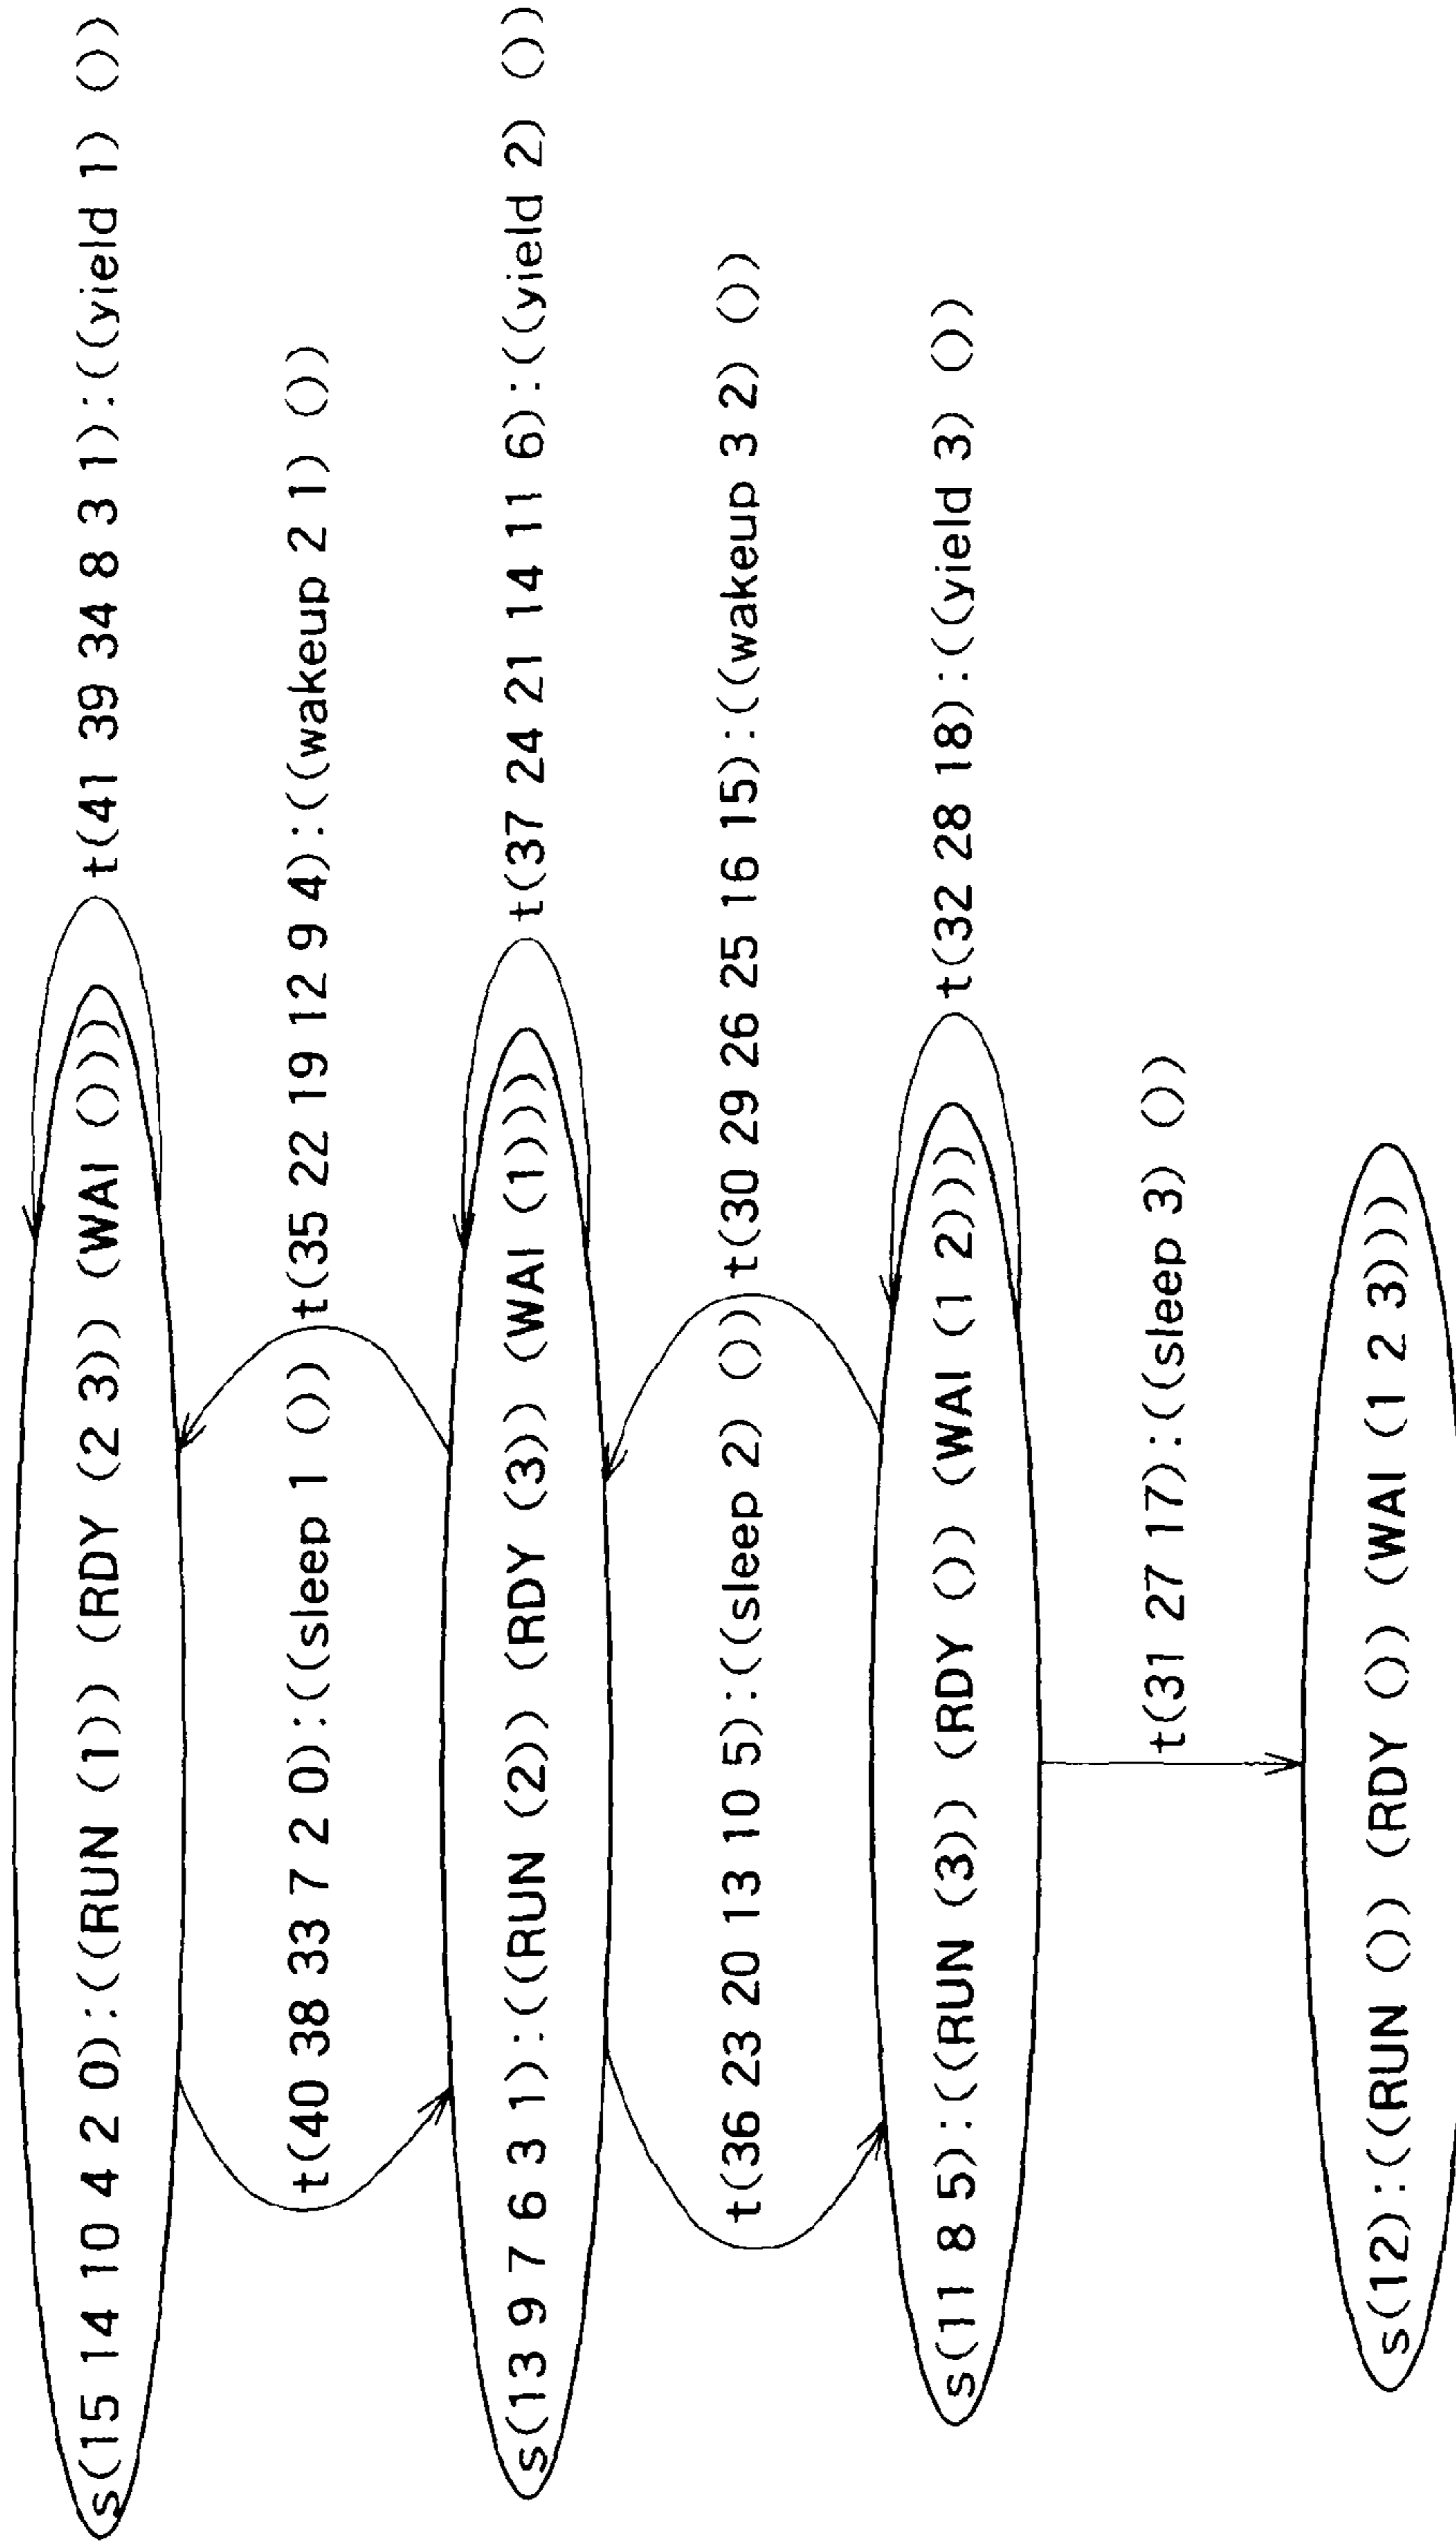 s(15 14 10 4 2 0):((RUN (1)) (RDY (2 3)) (WAI ()))
t(41 39 34 8 3 1):((yield 1) ())
t(40 38 33 7 2 0):((sleep 1 ())
t(35 22 19 12 9 4):((wakeup 2 1) ())
s(13 9 7 6 3 1):((RUN (2)) (RDY (3)) (WAI (1)))
t(37 24 21 14 11 6):((yield 2) ())
t(36 23 20 13 10 5):((sleep 2) ())
t(30 29 26 25 16 15):((wakeup 3 2) ())
s(11 8 5):((RUN (3)) (RDY ()) (WAI (1 2)))
t(32 28 18):((yield 3) ())
t(31 27 17):((sleep 3) ())
s(12):((RUN ()) (RDY ()) (WAI (1 2 3)))